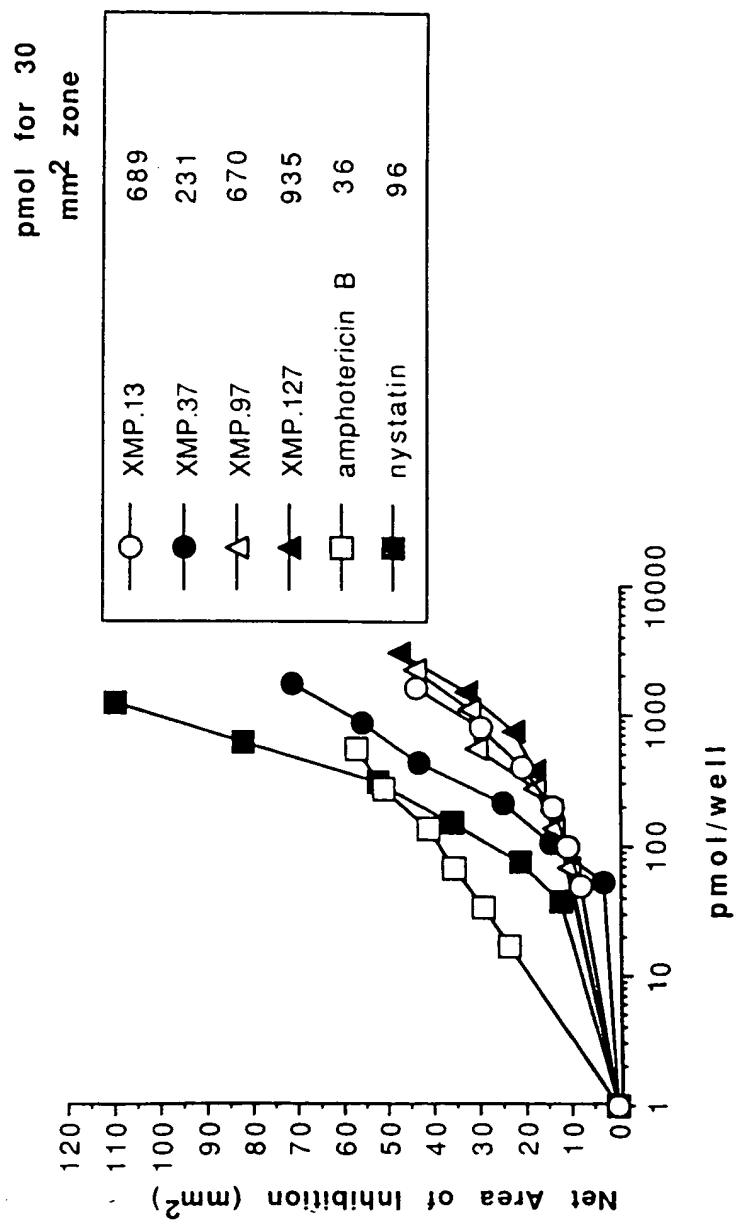 pmol for 30
mm² zone
XMP.13 689
XMP.37 231
XMP.97 670
XMP.127 935
amphotericin B 36
nystatin 96
Net Area of Inhibition (mm²)
120
110
100
90
80
70
60
50
40
30
20
10
0
1 10 100 1000 10000
pmol/well